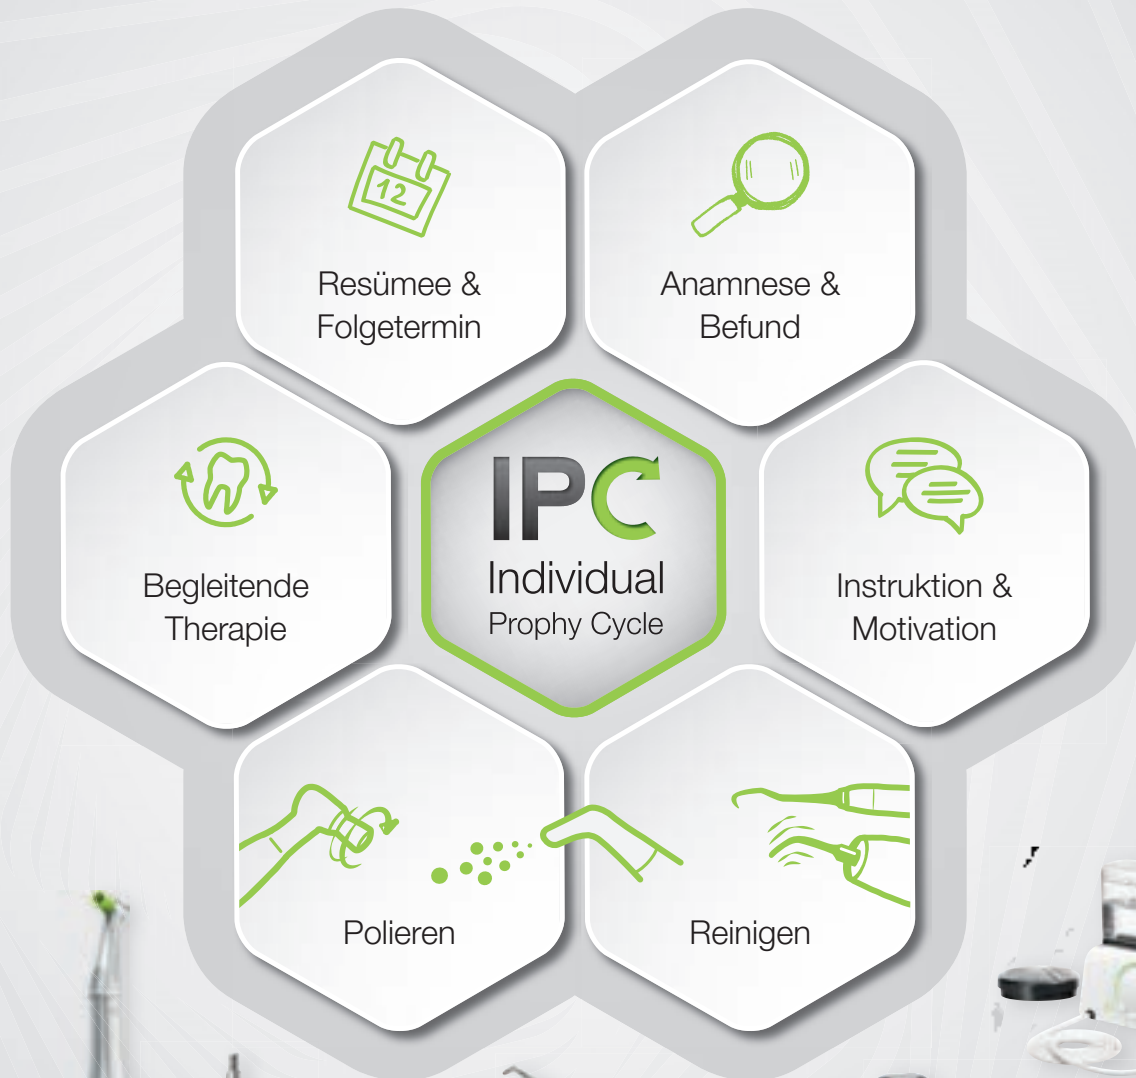 12
Resümee &
Folgetermin
Anamnese &
Befund
Begleitende
Therapie
IPC
Individual
Prophy Cycle
Instruktion &
Motivation
Polieren
Reinigen